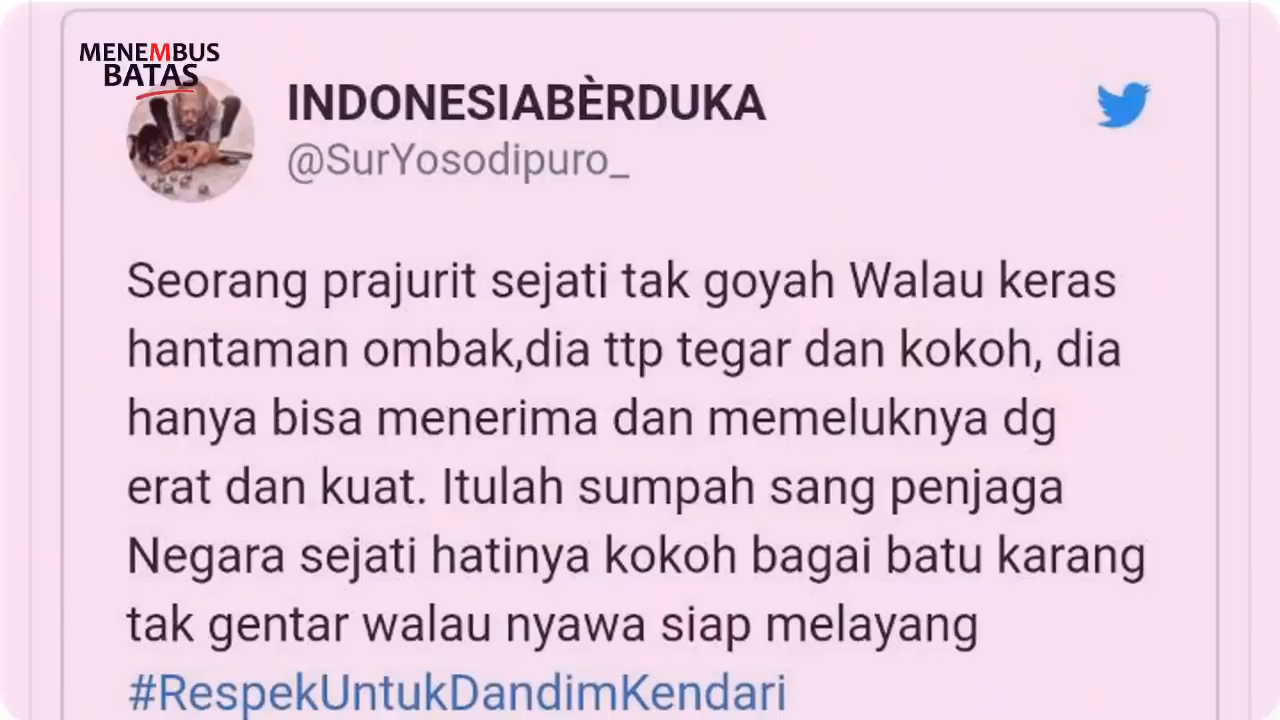 MENEMBUS
BATAS
INDONESIABÈRDUKA
@SurYosodipuro_
Seorang prajurit sejati tak goyah Walau keras
hantaman ombak,dia ttp tegar dan kokoh, dia
hanya bisa menerima dan memeluknya dg
erat dan kuat. Itulah sumpah sang penjaga
Negara sejati hatinya kokoh bagai batu karang
tak gentar walau nyawa siap melayang
#RespekUntukDandimKendari